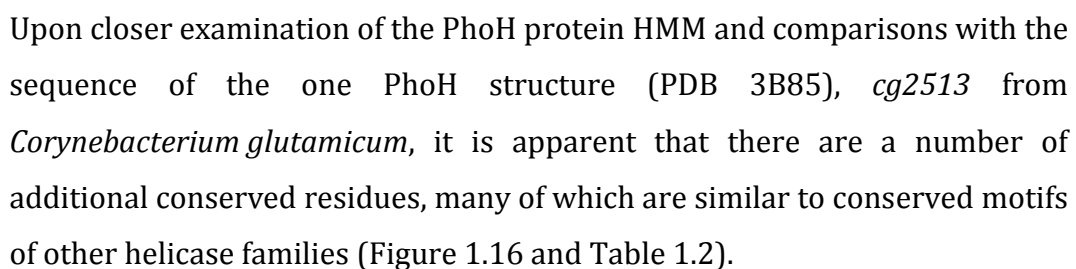 Upon closer examination of the PhoH protein HMM and comparisons with the
sequence of the one PhoH structure (PDB 3B85), cg2513 from
Corynebacterium glutamicum, it is apparent that there are a number of
additional conserved residues, many of which are similar to conserved motifs
of other helicase families (Figure 1.16 and Table 1.2).